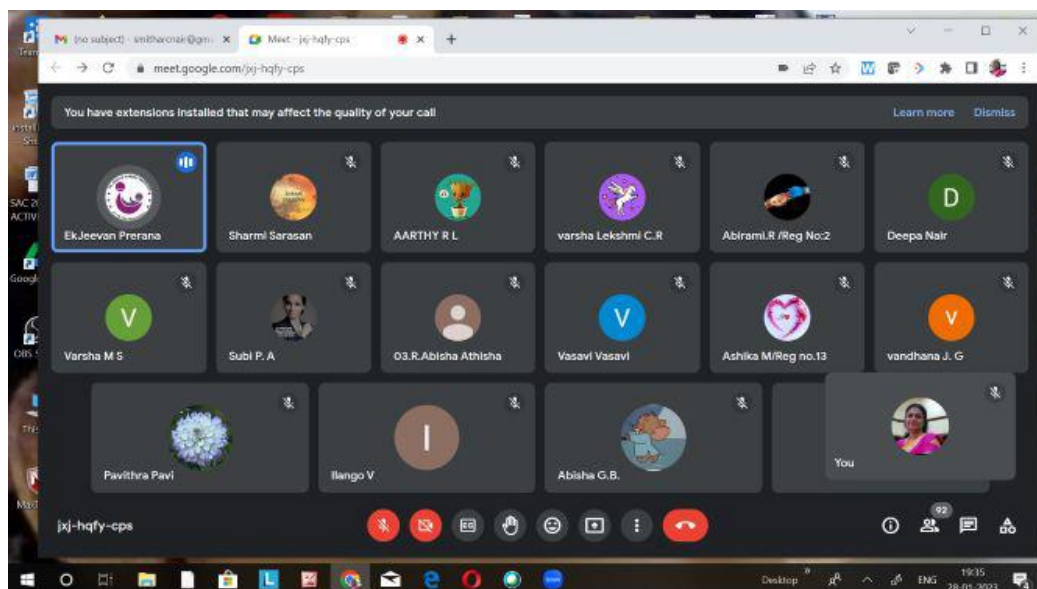 (no subject) - smitharcnair@gm
Meet - jxj-hqfy-cps
meet.google.com/jxj-hqfy-cps
You have extensions installed that may affect the quality of your call
Learn more
Dismiss
EkJeevan Prerana
Sharmi Sarasan
AARTHY R L
varsha Lekshmi C.R
Abirami.R /Reg No:2
D
Deepa Nair
V
Varsha M S
Subi P. A
03.R.Abisha Athisha
V
Vasavi Vasavi
Ashika M/Reg no.13
v
vandhana J. G
Pavithra Pavi
I
Ilango V
Abisha G.B.
You
jxj-hqfy-cps
92
Desktop
ENG
19:35
28-01-2023